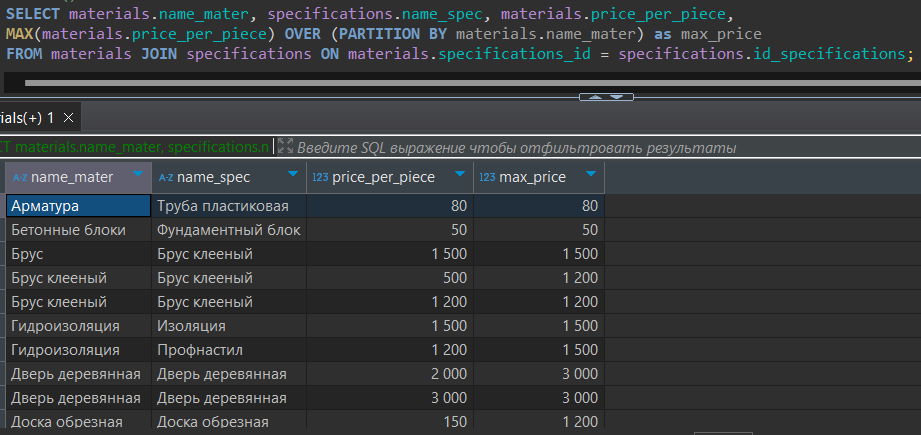 SELECT materials.name_mater, specifications.name_spec, materials.price_per_piece,
MAX(materials.price_per_piece) OVER (PARTITION BY materials.name_mater) as max_price
FROM materials JOIN specifications ON materials.specifications_id = specifications.id_specifications;
ials(+) 1
CT materials.name_mater, specifications.n Введите SQL выражение чтобы отфильтровать результаты
A-Z name_mater A-Z name_spec 123 price_per_piece 123 max_price
Арматура Труба пластиковая 80 80
Бетонные блоки Фундаментный блок 50 50
Брус Брус клееный 1 500 1 500
Брус клееный Брус клееный 500 1 200
Брус клееный Брус клееный 1 200 1 200
Гидроизоляция Изоляция 1 500 1 500
Гидроизоляция Профнастил 1 200 1 500
Дверь деревянная Дверь деревянная 2 000 3 000
Дверь деревянная Дверь деревянная 3 000 3 000
Доска обрезная Доска обрезная 150 1 200